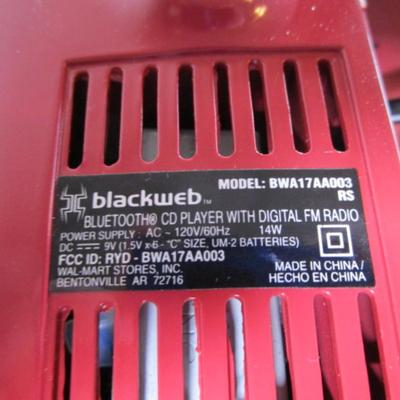 blackweb™ MODEL: BWA17AA003
RS
BLUETOOTH® CD PLAYER WITH DIGITAL FM RADIO
POWER SUPPLY: AC ~ 120V/60Hz 14W
DC ⎓ 9V (1.5V x 6 - "C" SIZE, UM-2 BATTERIES)
FCC ID: RYD - BWA17AA003
WAL-MART STORES, INC.
BENTONVILLE AR 72716
MADE IN CHINA /
HECHO EN CHINA